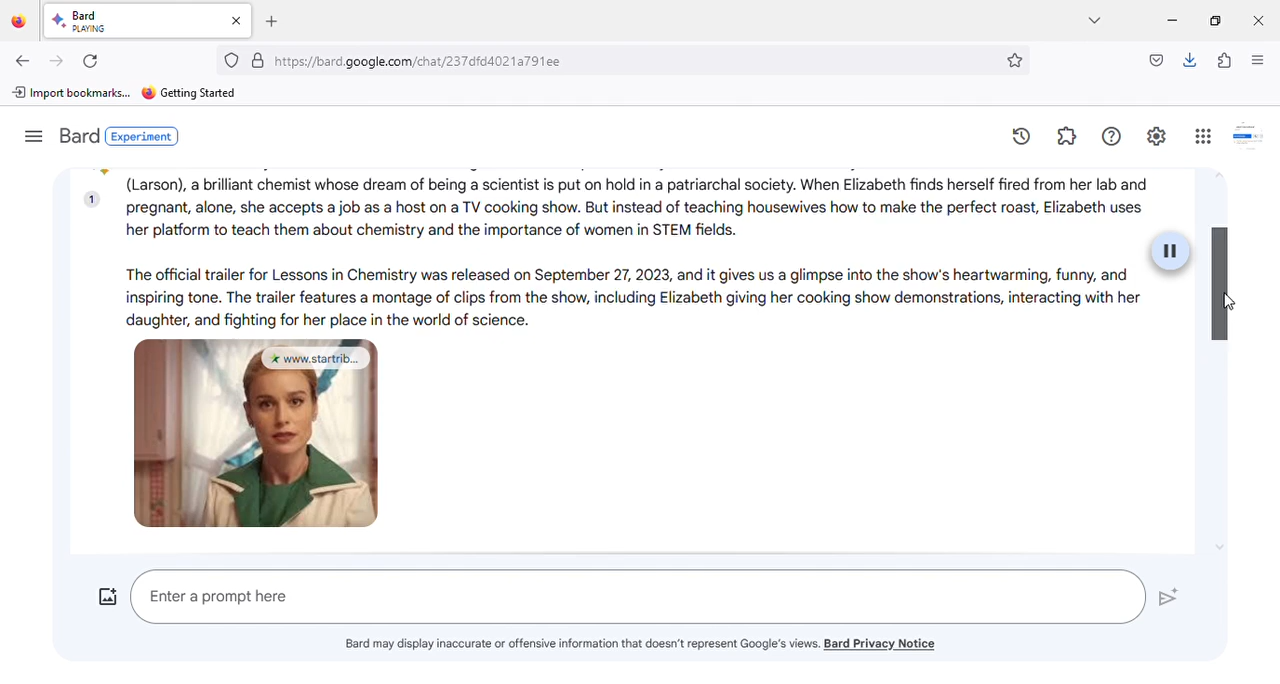 Bard
PLAYING
https://bard.google.com/chat/237dfd4021a791ee
Import bookmarks... Getting Started
Bard Experiment
(Larson), a brilliant chemist whose dream of being a scientist is put on hold in a patriarchal society. When Elizabeth finds herself fired from her lab and
1
pregnant, alone, she accepts a job as a host on a TV cooking show. But instead of teaching housewives how to make the perfect roast, Elizabeth uses
her platform to teach them about chemistry and the importance of women in STEM fields.
The official trailer for Lessons in Chemistry was released on September 27, 2023, and it gives us a glimpse into the show's heartwarming, funny, and
inspiring tone. The trailer features a montage of clips from the show, including Elizabeth giving her cooking show demonstrations, interacting with her
daughter, and fighting for her place in the world of science.
www.startrib...
Enter a prompt here
Bard may display inaccurate or offensive information that doesn't represent Google's views. Bard Privacy Notice